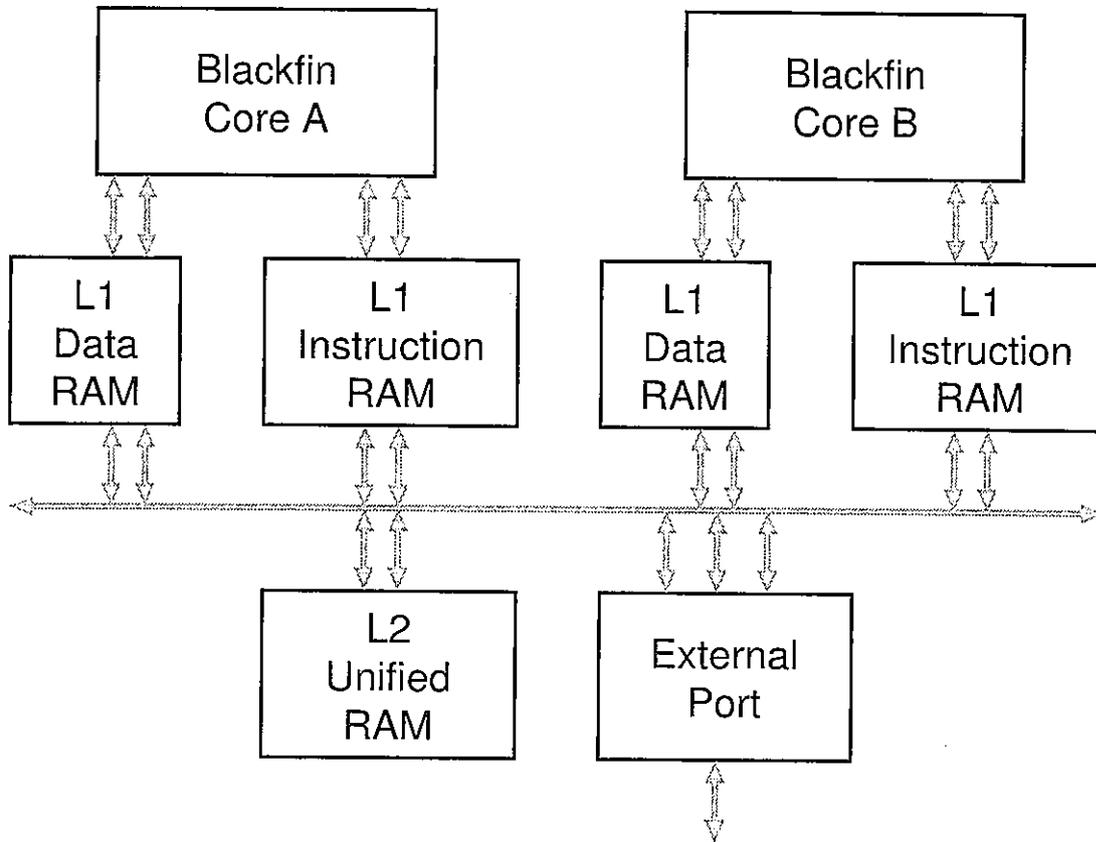 Blackfin
Core A
Blackfin
Core B
L1
Data
RAM
L1
Instruction
RAM
L1
Data
RAM
L1
Instruction
RAM
L2
Unified
RAM
External
Port